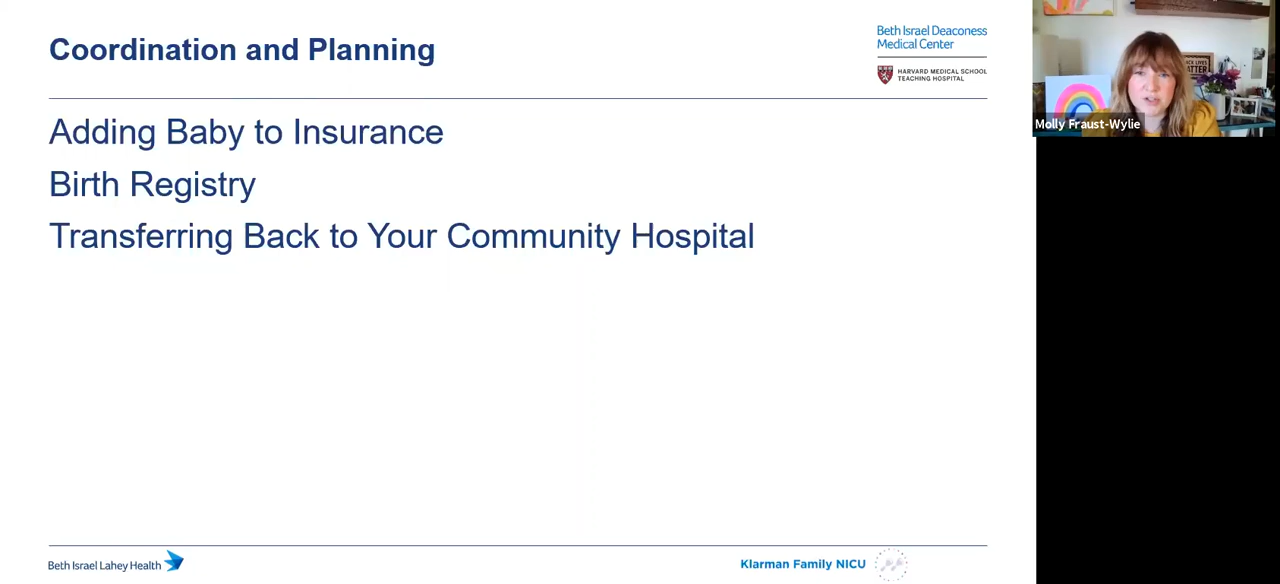 Coordination and Planning
Beth Israel Deaconess
Medical Center
HARVARD MEDICAL SCHOOL
TEACHING HOSPITAL
Adding Baby to Insurance
Birth Registry
Transferring Back to Your Community Hospital
Molly Fraust-Wylie
Beth Israel Lahey Health
Klarman Family NICU